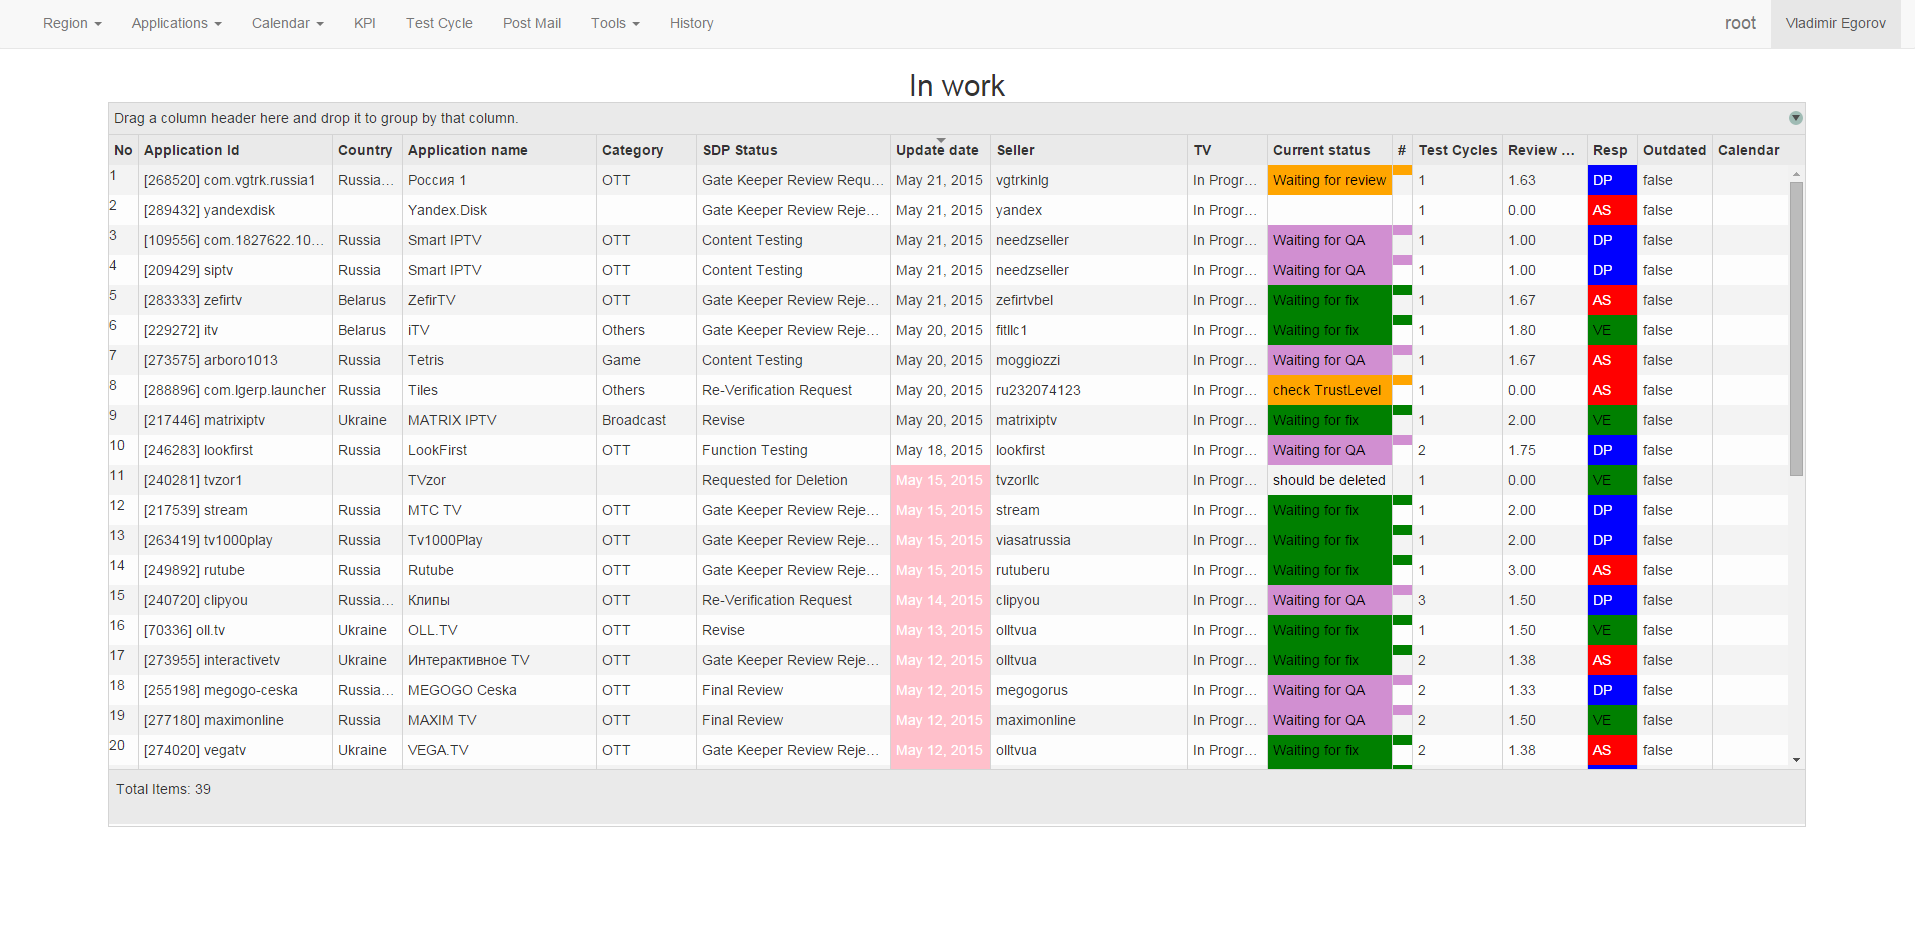 Region Applications Calendar KPI Test Cycle Post Mail Tools History root Vladimir Egorov
In work
Drag a column header here and drop it to group by that column.
No Application Id Country Application name Category SDP Status Update date Seller TV Current status # Test Cycles Review ... Resp Outdated Calendar
1 [268520] com.vgtrk.russia1 Russia... Россия 1 OTT Gate Keeper Review Requ... May 21, 2015 vgtrkinlg In Progr... Waiting for review 1 1.63 DP false
2 [289432] yandexdisk Yandex.Disk Gate Keeper Review Reje... May 21, 2015 yandex In Progr... 1 0.00 AS false
3 [109556] com.1827622.10... Russia Smart IPTV OTT Content Testing May 21, 2015 needzseller In Progr... Waiting for QA 1 1.00 DP false
4 [209429] siptv Russia Smart IPTV OTT Content Testing May 21, 2015 needzseller In Progr... Waiting for QA 1 1.00 DP false
5 [283333] zefirtv Belarus ZefirTV OTT Gate Keeper Review Reje... May 21, 2015 zefirtvbel In Progr... Waiting for fix 1 1.67 AS false
6 [229272] itv Belarus iTV Others Gate Keeper Review Reje... May 20, 2015 fitllc1 In Progr... Waiting for fix 1 1.80 VE false
7 [273575] arboro1013 Russia Tetris Game Content Testing May 20, 2015 moggiozzi In Progr... Waiting for QA 1 1.67 AS false
8 [288896] com.lgerp.launcher Russia Tiles Others Re-Verification Request May 20, 2015 ru232074123 In Progr... check TrustLevel 1 0.00 AS false
9 [217446] matrixiptv Ukraine MATRIX IPTV Broadcast Revise May 20, 2015 matrixiptv In Progr... Waiting for fix 1 2.00 VE false
10 [246283] lookfirst Russia LookFirst OTT Function Testing May 18, 2015 lookfirst In Progr... Waiting for QA 2 1.75 DP false
11 [240281] tvzor1 TVzor Requested for Deletion May 15, 2015 tvzorllc In Progr... should be deleted 1 0.00 VE false
12 [217539] stream Russia MTC TV OTT Gate Keeper Review Reje... May 15, 2015 stream In Progr... Waiting for fix 1 2.00 DP false
13 [263419] tv1000play Russia Tv1000Play OTT Gate Keeper Review Reje... May 15, 2015 viasatrussia In Progr... Waiting for fix 1 2.00 DP false
14 [249892] rutube Russia Rutube OTT Gate Keeper Review Reje... May 15, 2015 rutuberu In Progr... Waiting for fix 1 3.00 AS false
15 [240720] clipyou Russia... Клипы OTT Re-Verification Request May 14, 2015 clipyou In Progr... Waiting for QA 3 1.50 DP false
16 [70336] oll.tv Ukraine OLL.TV OTT Revise May 13, 2015 olltvua In Progr... Waiting for fix 1 1.50 VE false
17 [273955] interactivetv Ukraine Интерактивное TV OTT Gate Keeper Review Reje... May 12, 2015 olltvua In Progr... Waiting for fix 2 1.38 AS false
18 [255198] megogo-ceska Russia... MEGOGO Ceska OTT Final Review May 12, 2015 megogorus In Progr... Waiting for QA 2 1.33 DP false
19 [277180] maximonline Russia MAXIM TV OTT Final Review May 12, 2015 maximonline In Progr... Waiting for QA 2 1.50 VE false
20 [274020] vegatv Ukraine VEGA.TV OTT Gate Keeper Review Reje... May 12, 2015 olltvua In Progr... Waiting for fix 2 1.38 AS false
Total Items: 39